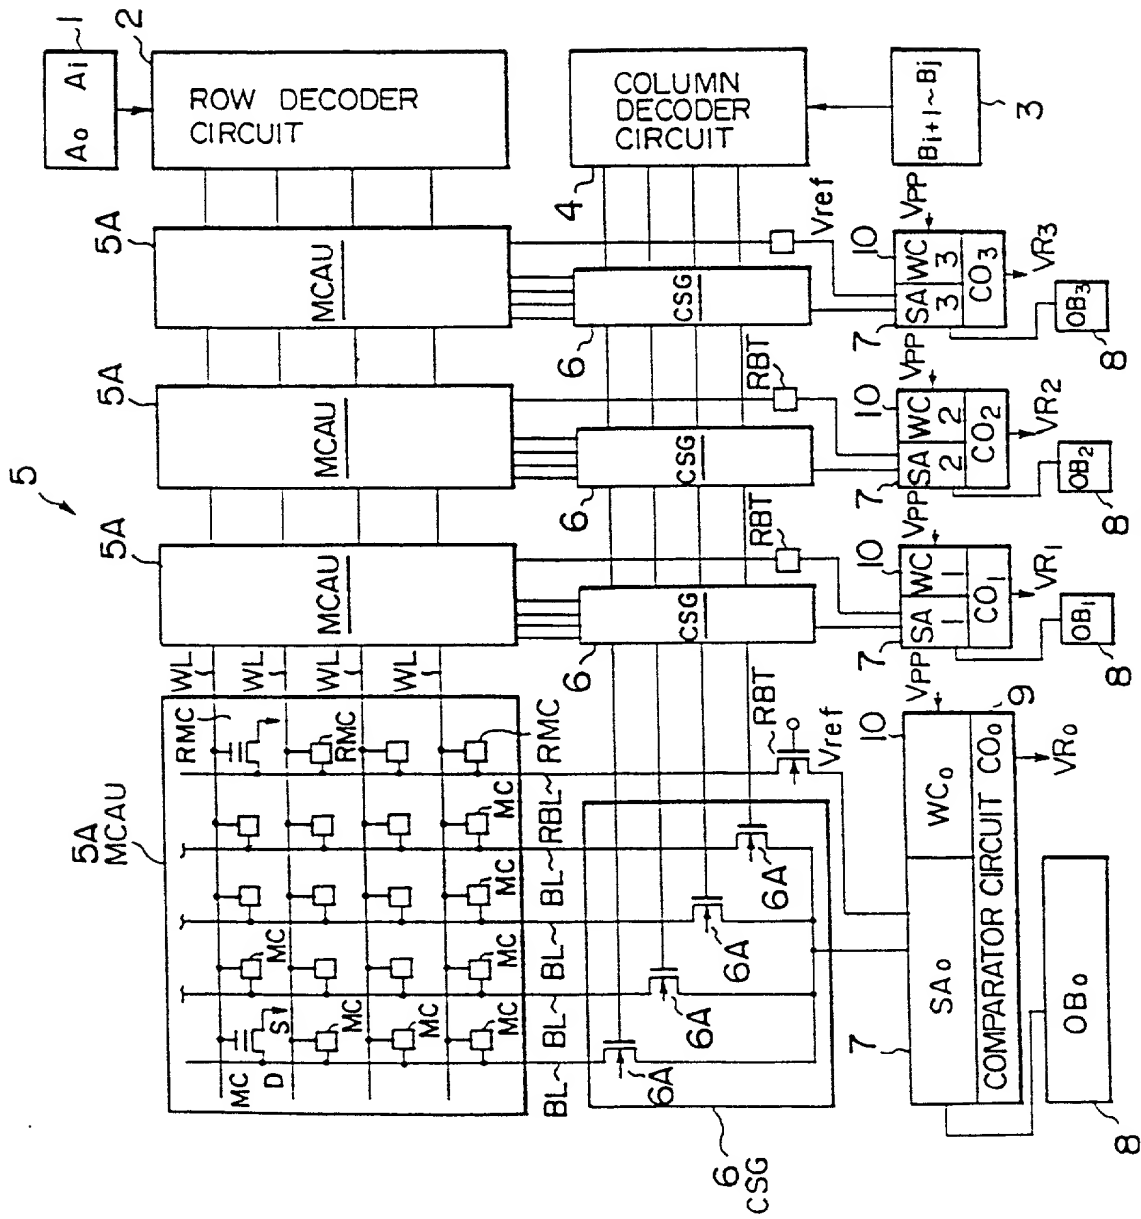 1
A0 Ai
2
ROW DECODER
CIRCUIT
COLUMN
DECODER
CIRCUIT
4
Bi+1~Bj
3
5
5A
MCAU
5A
MCAU
5A
MCAU
5A
MCAU
WL
WL
WL
WL
RMC
RMC
RMC
MC
D
S
MC
MC
MC
MC
MC
MC
MC
BL
BL
BL
BL
RBL
6
CSG
6
CSG
6
CSG
6
CSG
6A
6A
6A
6A
RBT
Vref
RBT
RBT
Vref
7
SA0
10
WC0
VPP
COMPARATOR CIRCUIT CO0
9
VR0
OB0
8
7
SA
1
10
WC
1
VPP
CO1
VR1
OB1
8
7
SA
2
10
WC
2
VPP
CO2
VR2
OB2
8
7
SA
3
10
WC
3
VPP
CO3
VR3
OB3
8